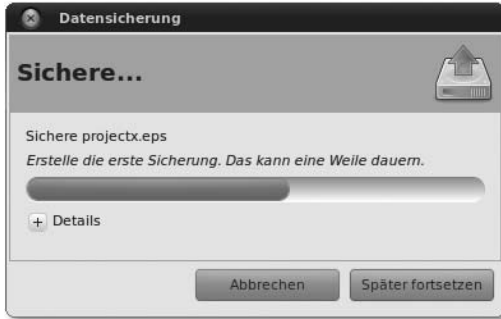 Datensicherung
Sichere...
Sichere projectx.eps
Erstelle die erste Sicherung. Das kann eine Weile dauern.
+ Details
Abbrechen
Später fortsetzen